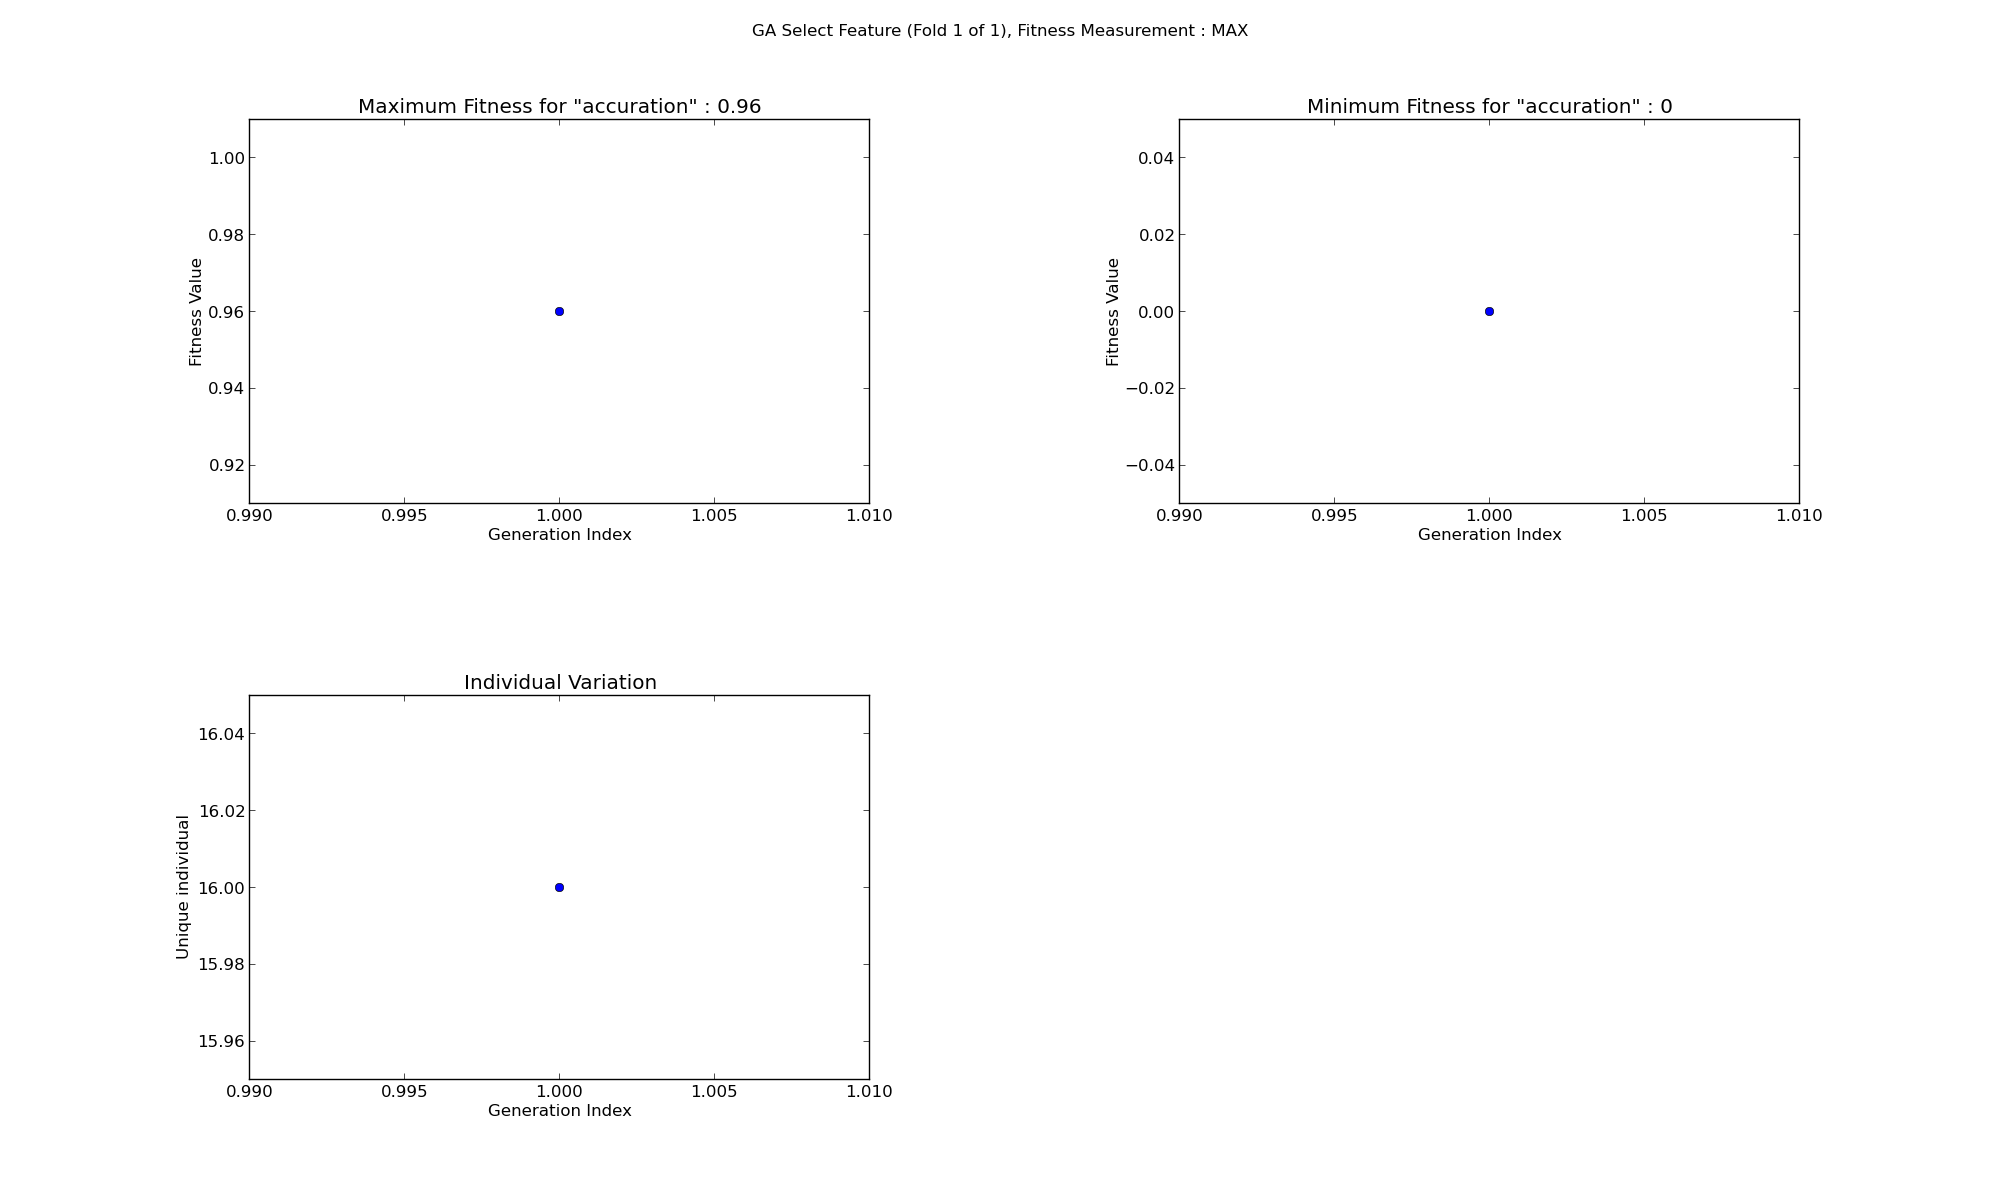 GA Select Feature (Fold 1 of 1), Fitness Measurement : MAX
Maximum Fitness for "accuration" : 0.96
1.00
0.98
0.96
0.94
0.92
Fitness Value
0.990 0.995 1.000 1.005 1.010
Generation Index
Minimum Fitness for "accuration" : 0
0.04
0.02
0.00
−0.02
−0.04
Fitness Value
0.990 0.995 1.000 1.005 1.010
Generation Index
Individual Variation
16.04
16.02
16.00
15.98
15.96
Unique individual
0.990 0.995 1.000 1.005 1.010
Generation Index